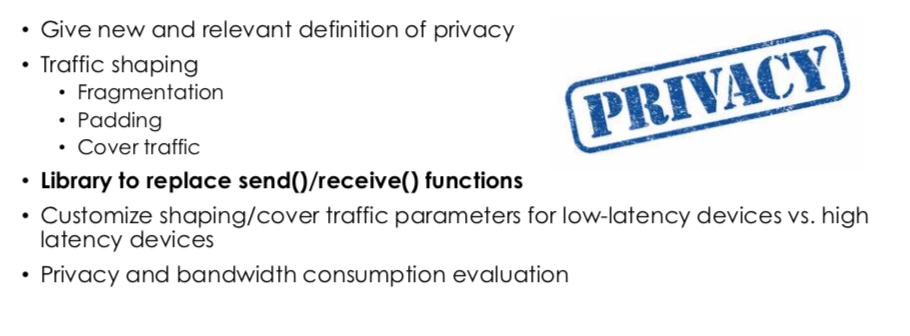 • Give new and relevant definition of privacy
• Traffic shaping
• Fragmentation
• Padding
• Cover traffic
• Library to replace send()/receive() functions
• Customize shaping/cover traffic parameters for low-latency devices vs. high
latency devices
• Privacy and bandwidth consumption evaluation
PRIVACY